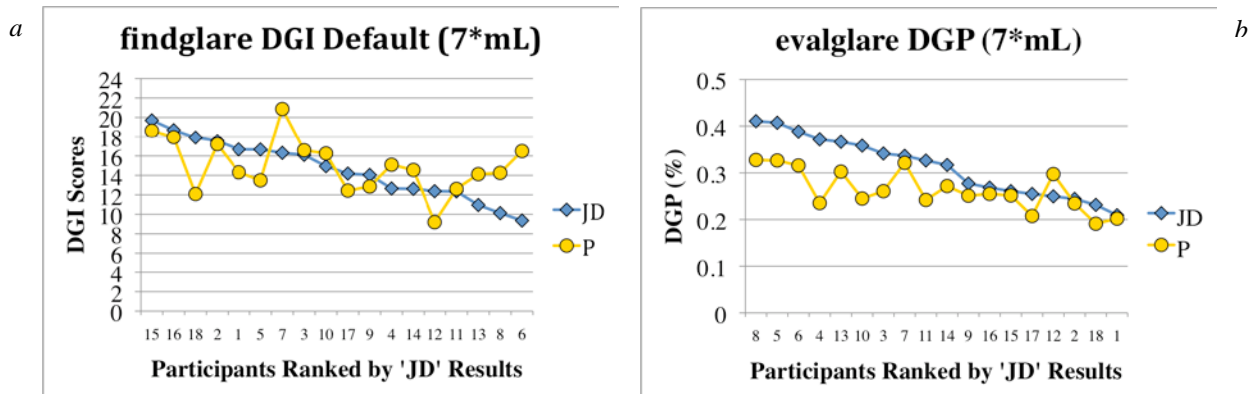 a
findglare DGI Default (7*mL)
DGI Scores
24
22
20
18
16
14
12
10
8
6
4
2
0
15 16 18 2 1 5 7 3 10 17 9 4 14 12 11 13 8 6
Participants Ranked by 'JD' Results
JD
P
b
evalglare DGP (7*mL)
DGP (%)
0.5
0.4
0.3
0.2
0.1
0
8 5 6 4 13 10 3 7 11 14 9 16 15 17 12 2 18 1
Participants Ranked by 'JD' Results
JD
P